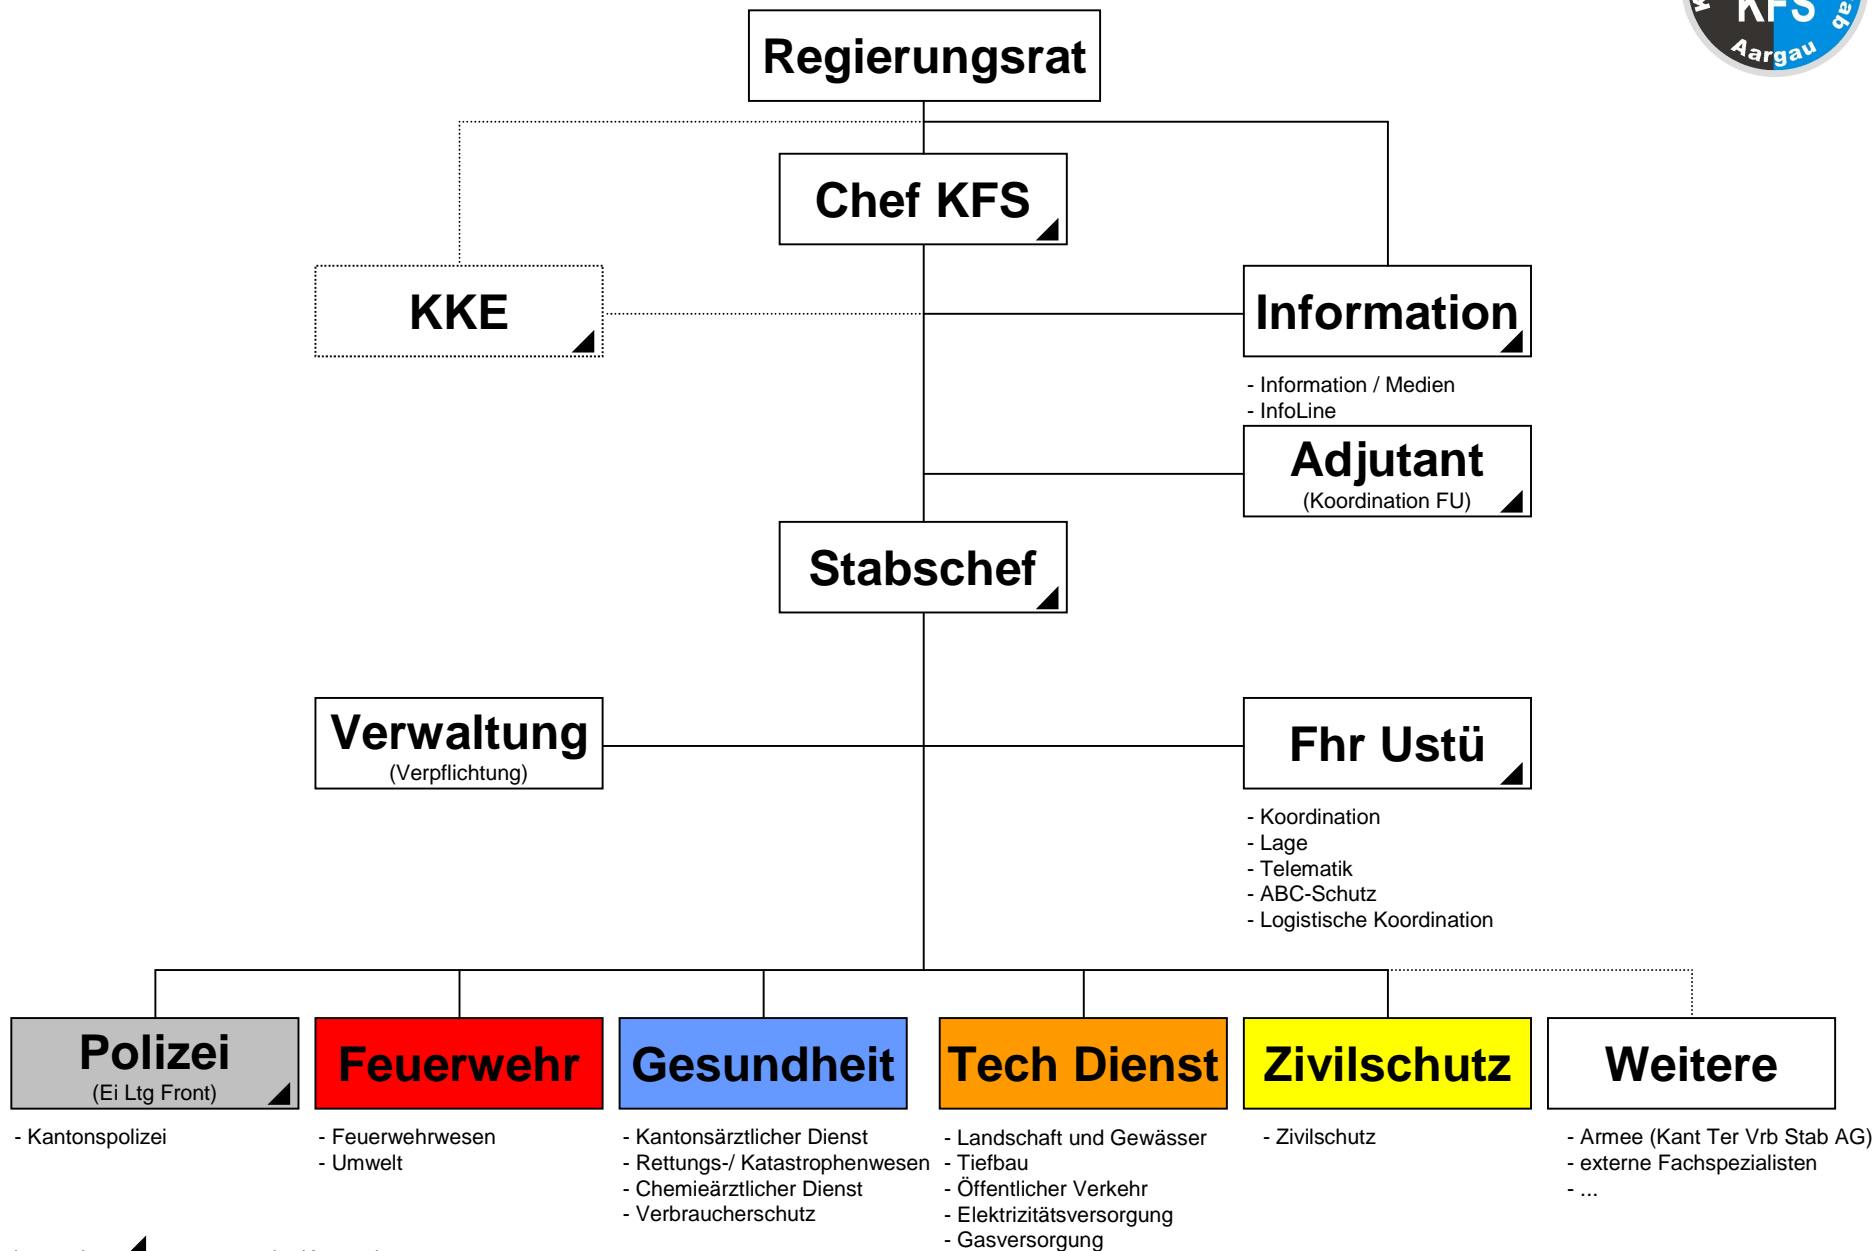 KFS
Aargau
Regierungsrat
Chef KFS
KKE
Information
- Information / Medien
- InfoLine
Adjutant
(Koordination FU)
Stabschef
Verwaltung
(Verpflichtung)
Fhr Ustü
- Koordination
- Lage
- Telematik
- ABC-Schutz
- Logistische Koordination
Polizei
(Ei Ltg Front)
- Kantonspolizei
Feuerwehr
- Feuerwehrwesen
- Umwelt
Gesundheit
- Kantonsärztlicher Dienst
- Rettungs-/ Katastrophenwesen
- Chemieärztlicher Dienst
- Verbraucherschutz
Tech Dienst
- Landschaft und Gewässer
- Tiefbau
- Öffentlicher Verkehr
- Elektrizitätsversorgung
- Gasversorgung
Zivilschutz
- Zivilschutz
Weitere
- Armee (Kant Ter Vrb Stab AG)
- externe Fachspezialisten
- ...